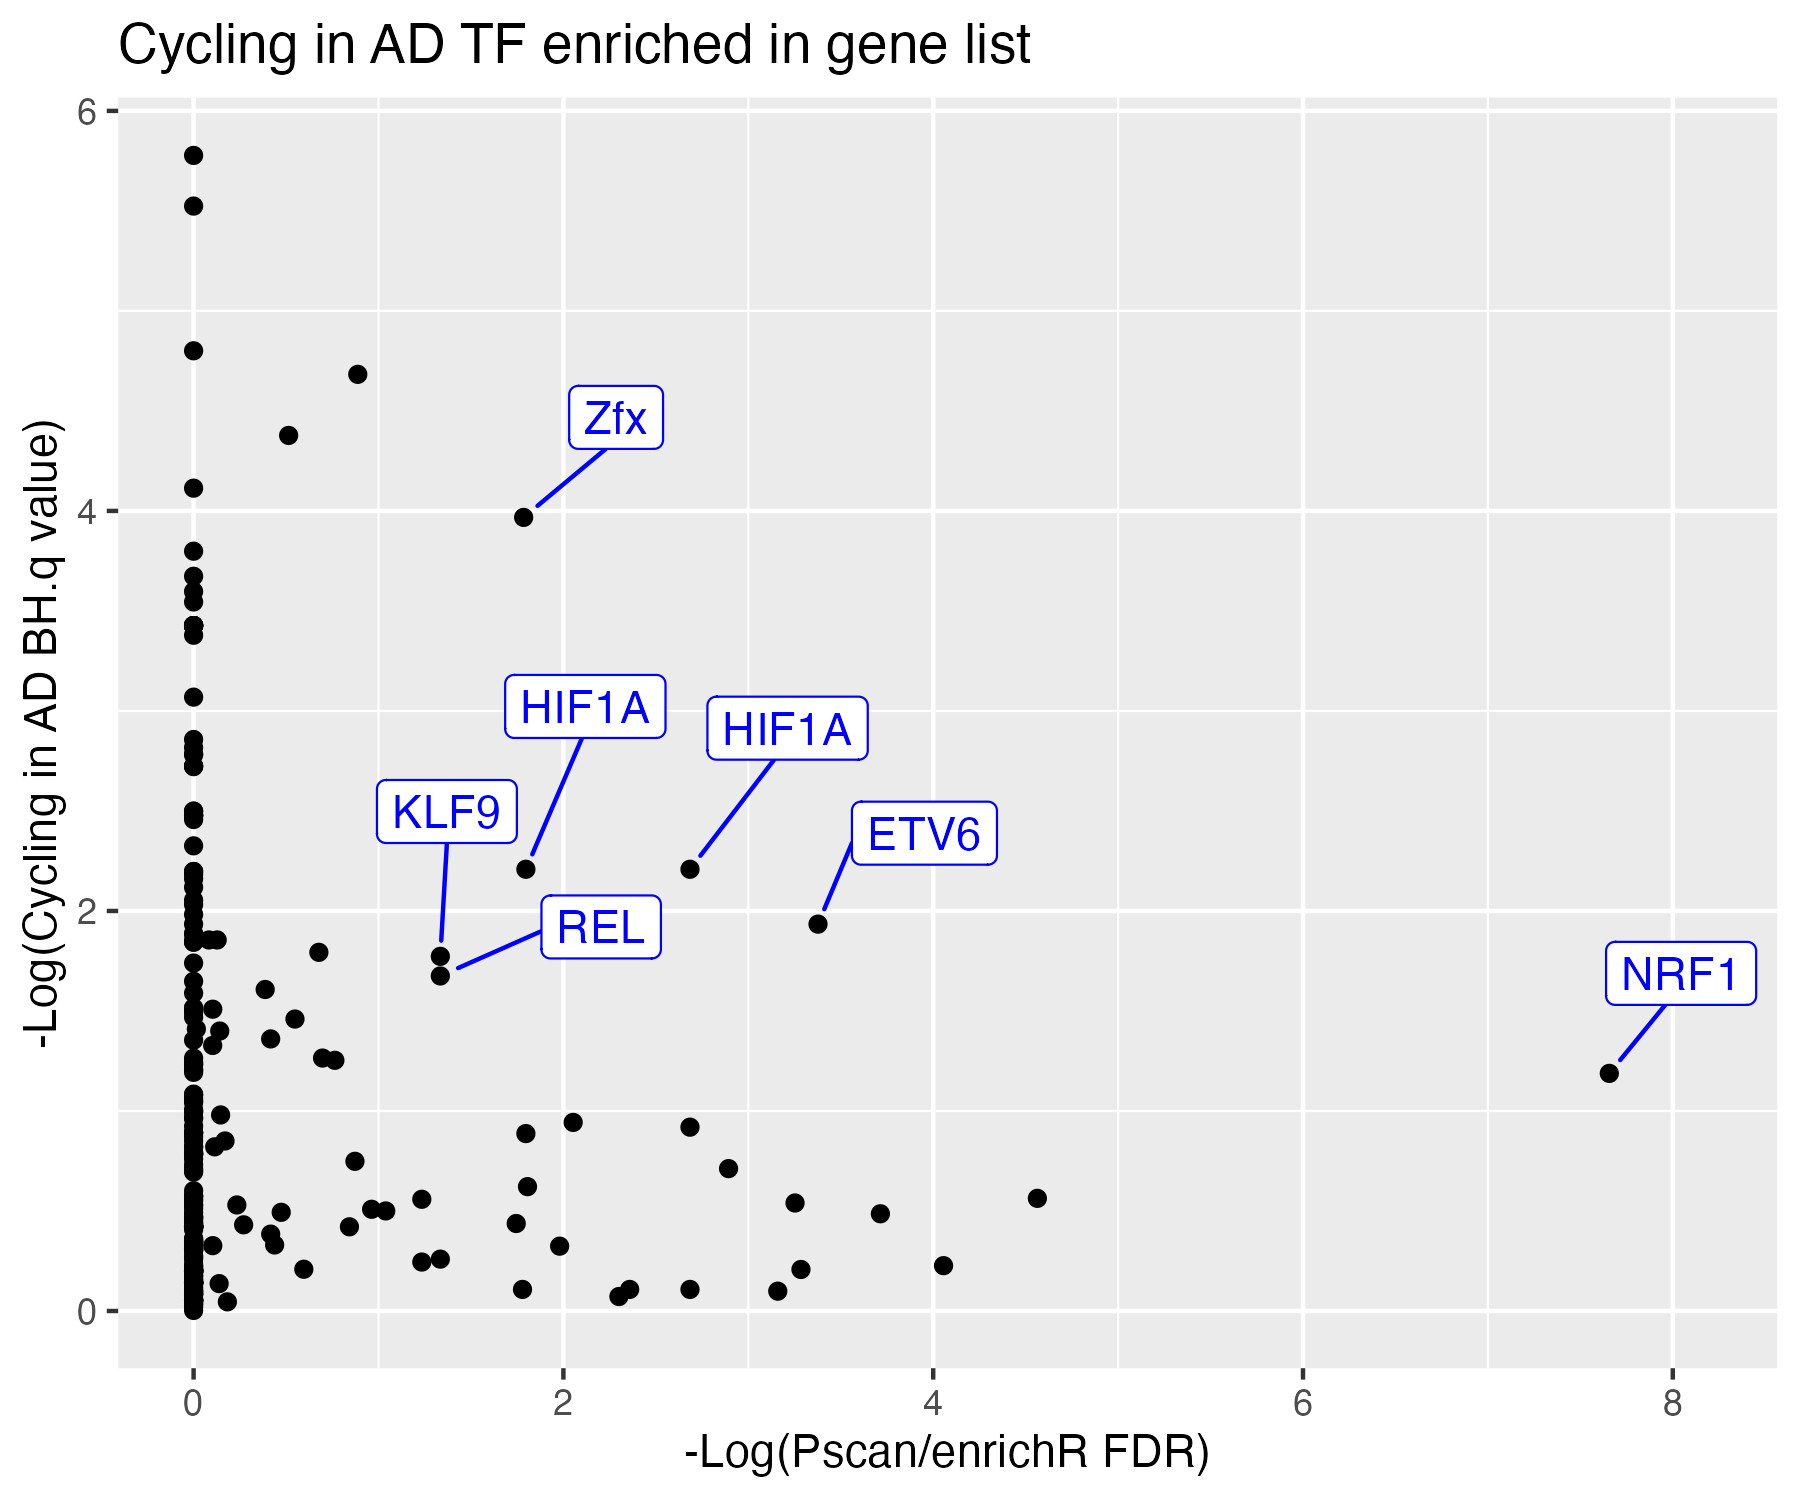 Cycling in AD TF enriched in gene list
-Log(Cycling in AD BH.q value)
6
4
2
0
Zfx
HIF1A
HIF1A
KLF9
ETV6
REL
NRF1
0 2 4 6 8
-Log(Pscan/enrichR FDR)